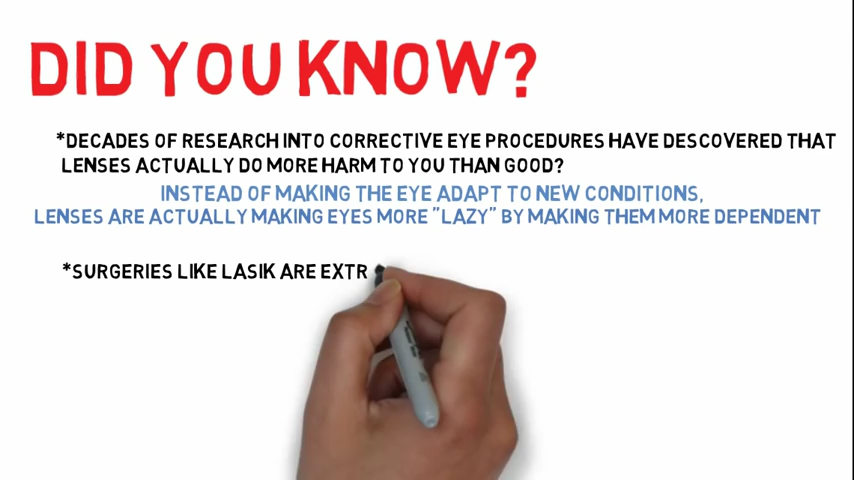 DID YOU KNOW?
*DECADES OF RESEARCH INTO CORRECTIVE EYE PROCEDURES HAVE DESCOVERED THAT
LENSES ACTUALLY DO MORE HARM TO YOU THAN GOOD?
INSTEAD OF MAKING THE EYE ADAPT TO NEW CONDITIONS,
LENSES ARE ACTUALLY MAKING EYES MORE "LAZY" BY MAKING THEM MORE DEPENDENT
*SURGERIES LIKE LASIK ARE EXTR